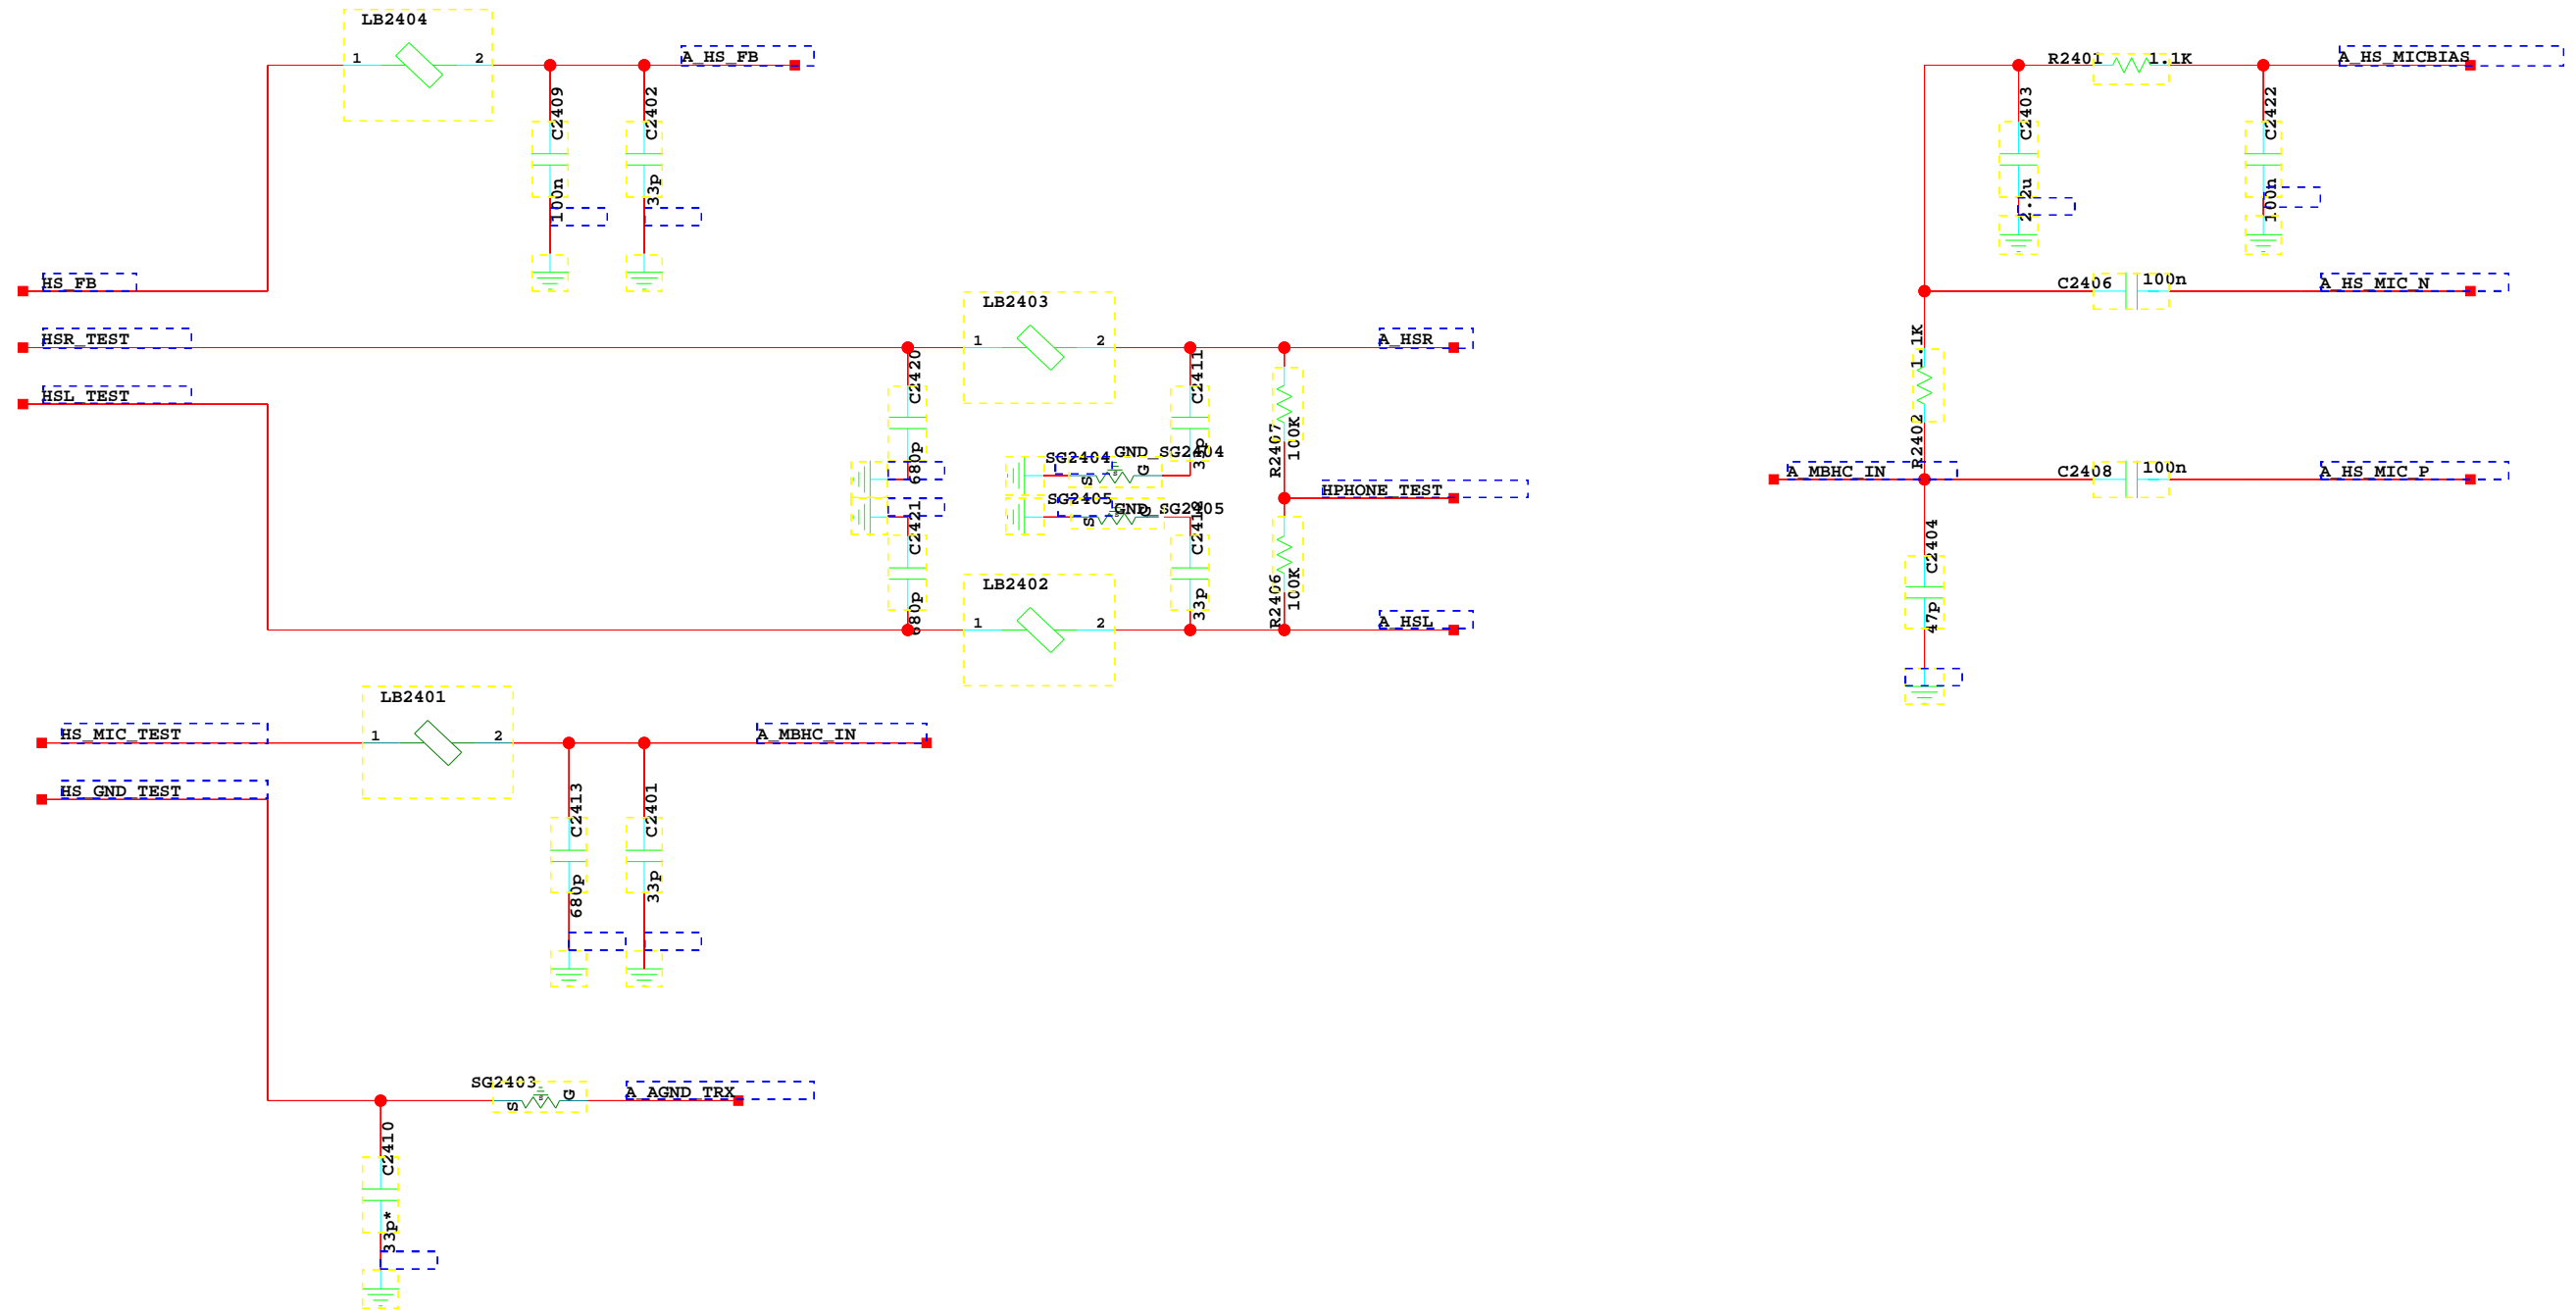 LB2404
1 2
A_HS_FB
C2409
100n
C2402
33p
HS_FB
HSR_TEST
HSL_TEST
LB2403
1 2
A_HSR
C2420
680p
C2411
33p
R2407
100K
SG2404
GND_SG2404
S G
HPHONE_TEST
SG2405
GND_SG2405
S G
C2421
680p
C2412
33p
R2406
100K
LB2402
1 2
A_HSL
LB2401
1 2
HS_MIC_TEST
A_MBHC_IN
HS_GND_TEST
C2413
680p
C2401
33p
SG2403
S G
A_AGND_TRX
C2410
33p*
R2401 1.1K
A_HS_MICBIAS
C2403
2.2u
C2422
100n
C2406 100n
A_HS_MIC_N
1.1K
R2402
A_MBHC_IN
C2408 100n
A_HS_MIC_P
C2404
47p